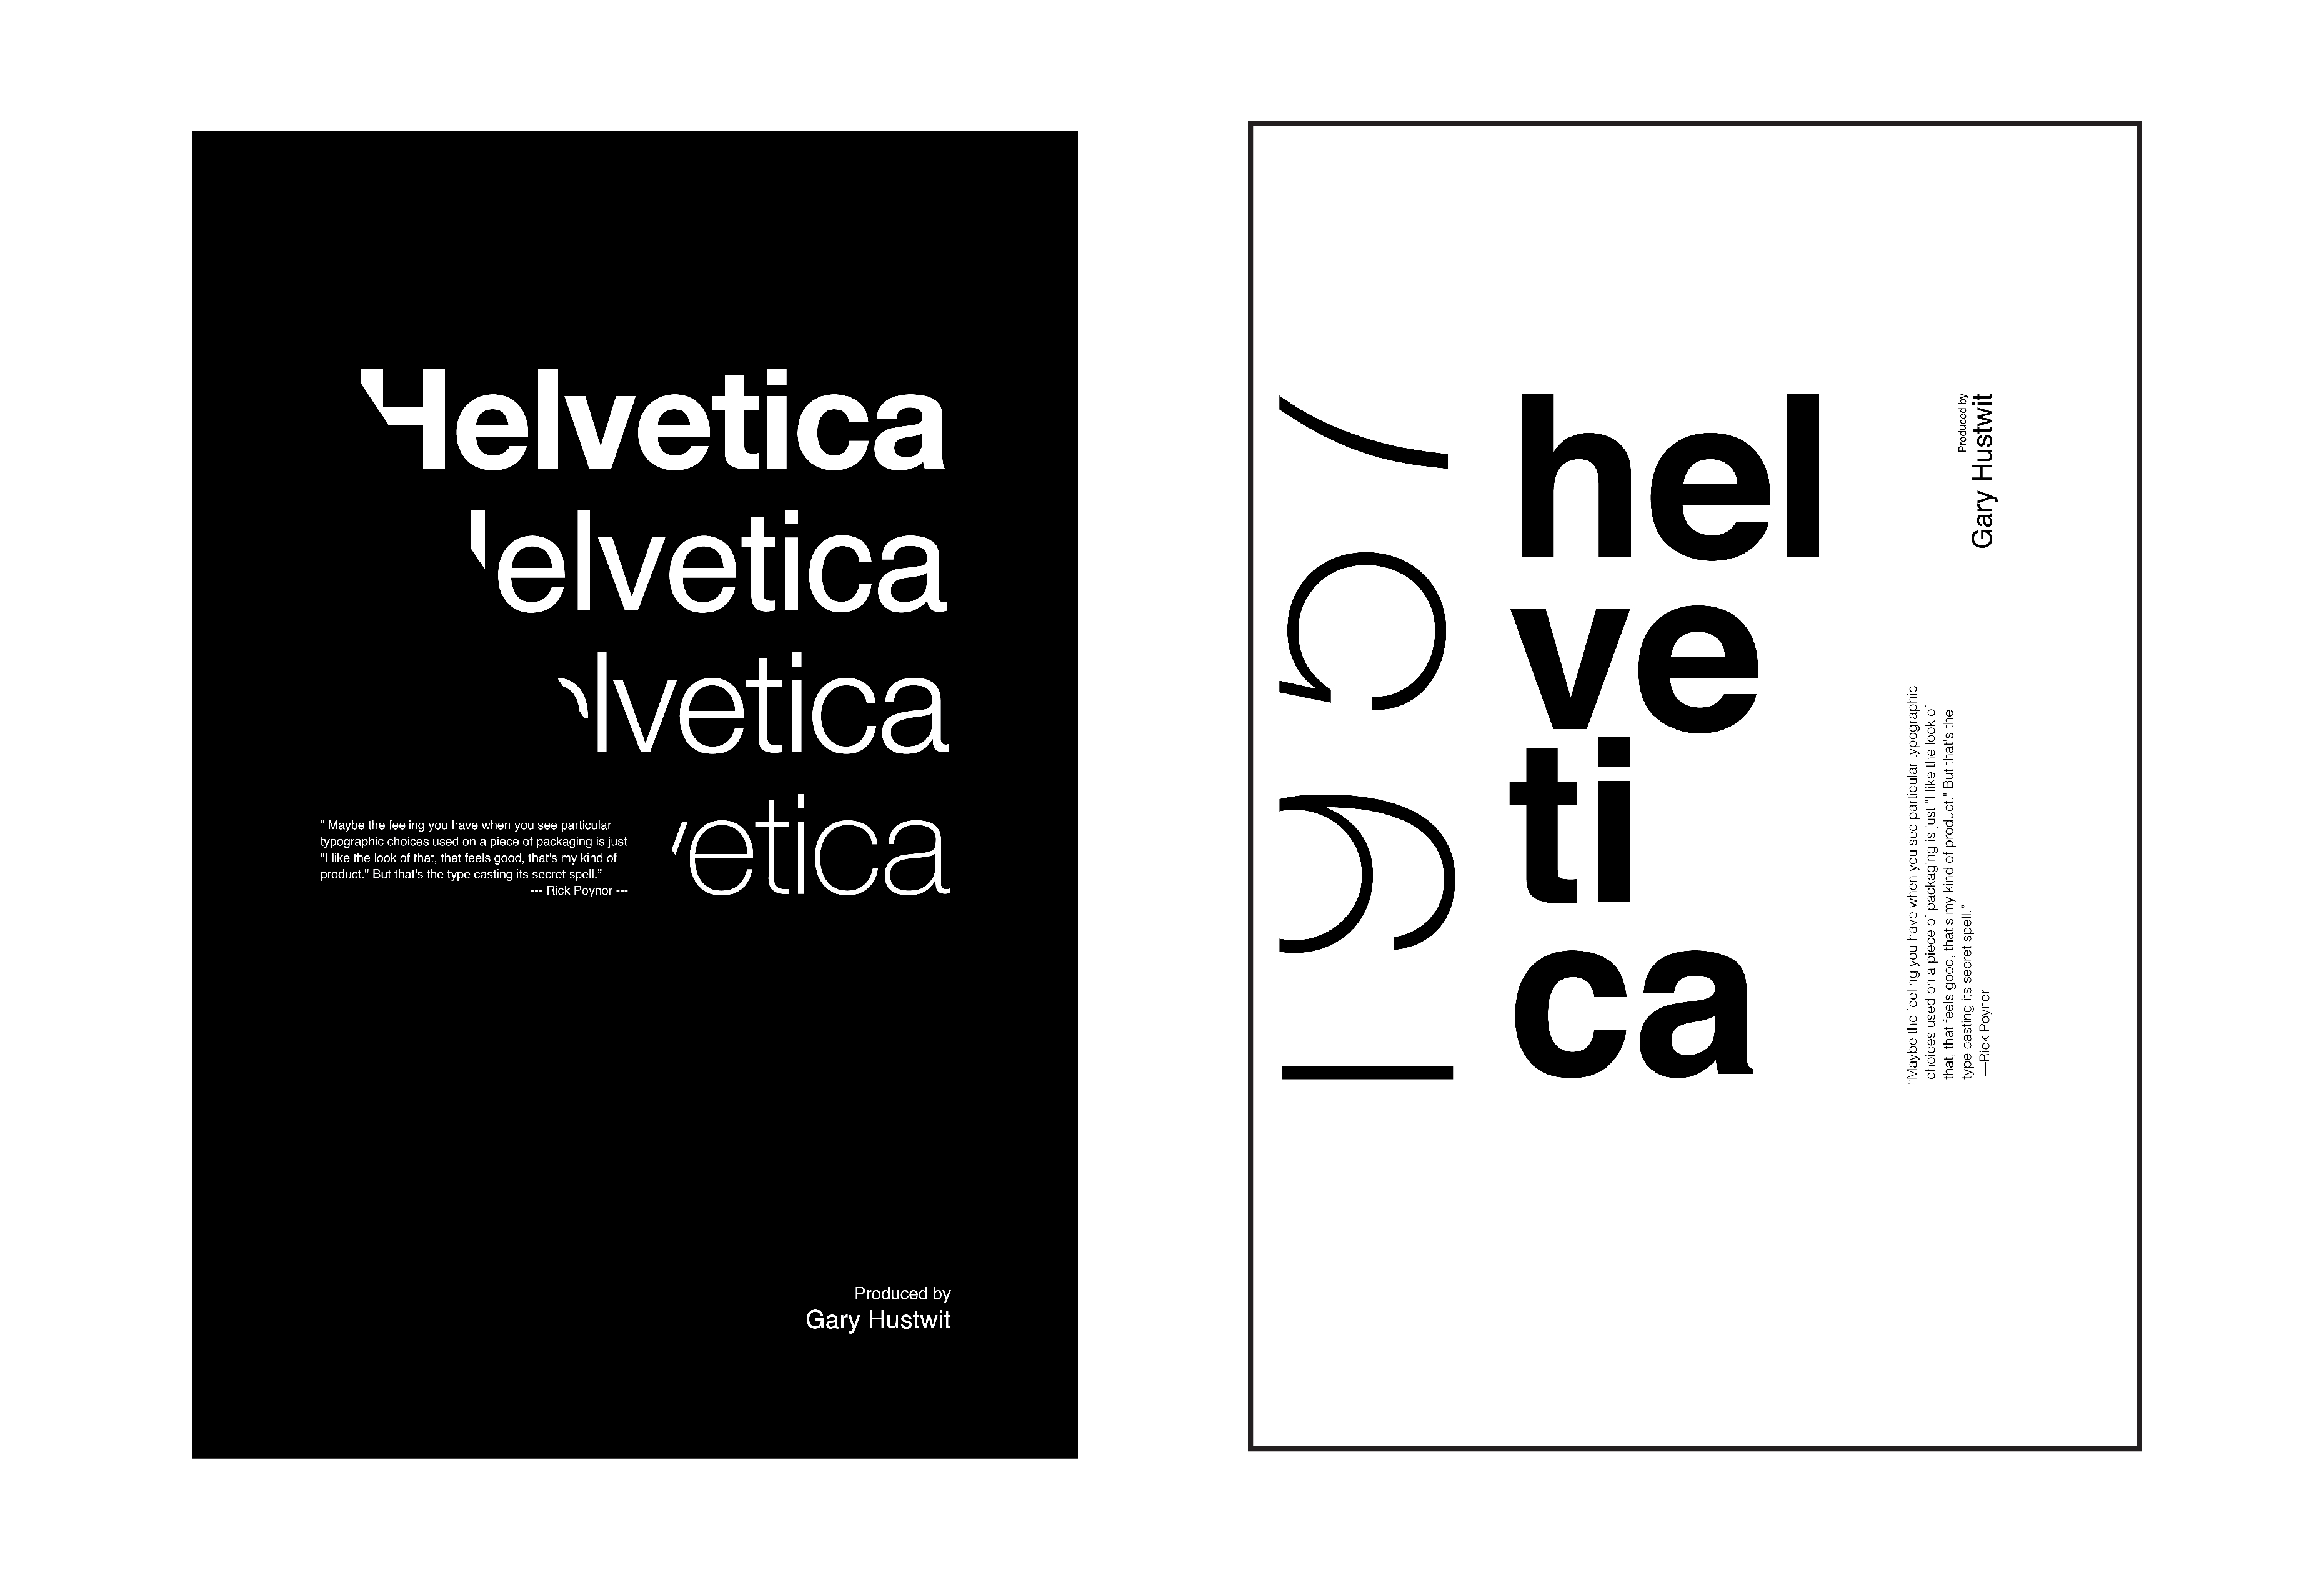 Helvetica
elvetica
lvetica
etica
“ Maybe the feeling you have when you see particular
typographic choices used on a piece of packaging is just
"I like the look of that, that feels good, that's my kind of
product." But that's the type casting its secret spell.”
--- Rick Poynor ---
Produced by
Gary Hustwit
1957
hel
ve
ti
ca
Produced by
Gary Hustwit
“Maybe the feeling you have when you see particular typographic
choices used on a piece of packaging is just "I like the look of
that, that feels good, that's my kind of product." But that's the
type casting its secret spell.”
—Rick Poynor